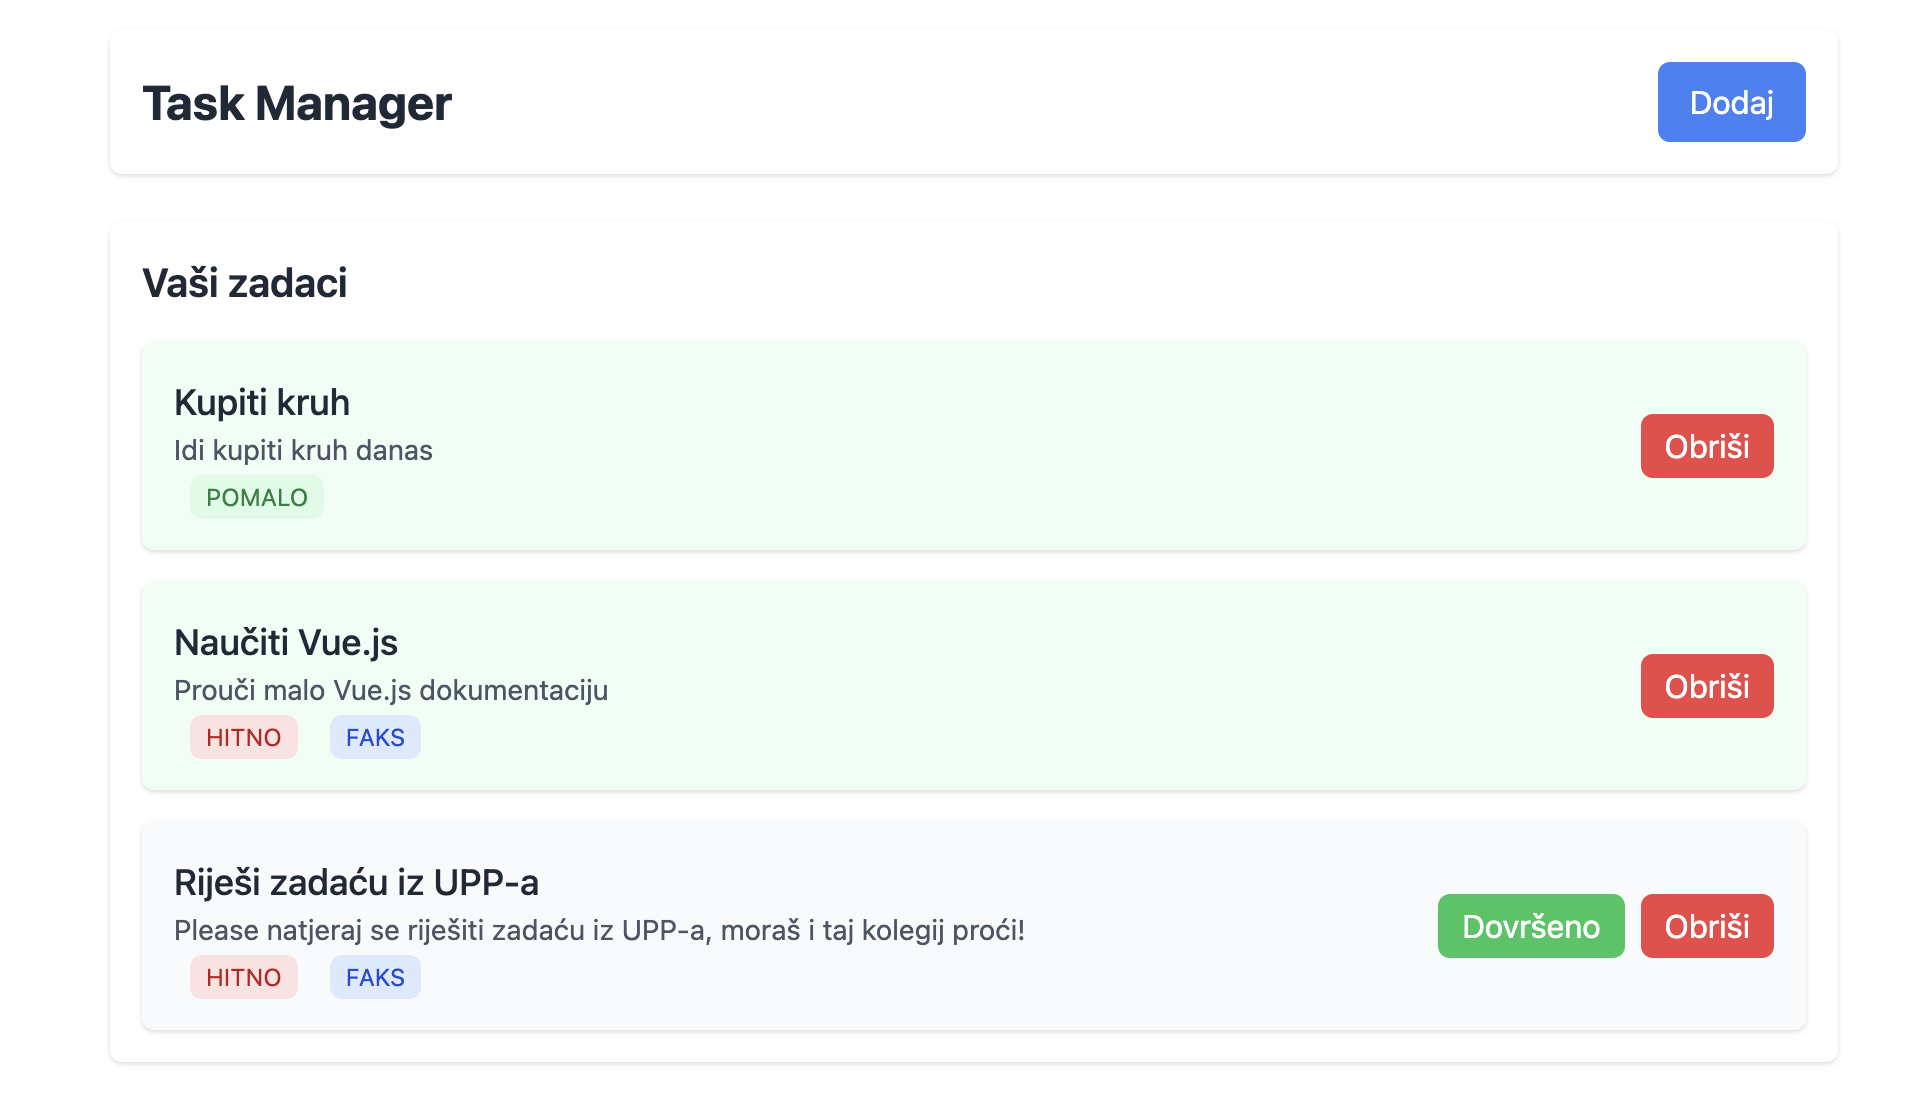 Task Manager
Dodaj
Vaši zadaci
Kupiti kruh
Idi kupiti kruh danas
POMALO
Obriši
Naučiti Vue.js
Prouči malo Vue.js dokumentaciju
HITNO FAKS
Obriši
Riješi zadaću iz UPP-a
Please natjeraj se riješiti zadaću iz UPP-a, moraš i taj kolegij proći!
HITNO FAKS
Dovršeno Obriši